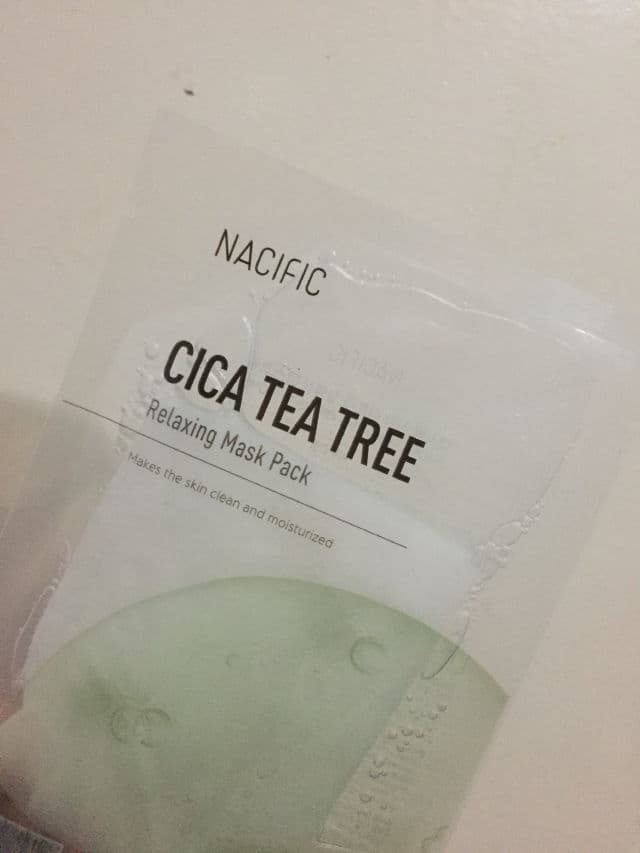 NACIFIC
CICA TEA TREE
Relaxing Mask Pack
Makes the skin clean and moisturized